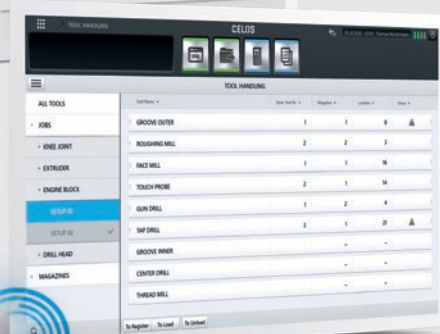 TOOL HANDLING
CELOS
TOOL HANDLING
ALL TOOLS
JOBS
KNEE JOINT
EXTRUDER
ENGINE BLOCK
SETUP 01
SETUP 02
DRILL HEAD
MAGAZINES
Tool Name Magazine Location Status
GROOVE OUTER 1 1 8
ROUGHING MILL 2 2 3
FACE MILL 1 1 16
TOUCH PROBE 2 1 14
GUN DRILL 1 2 4
TAP DRILL 2 1 21
GROOVE INNER - -
CENTER DRILL - -
THREAD MILL - -
To Register To Load To Unload